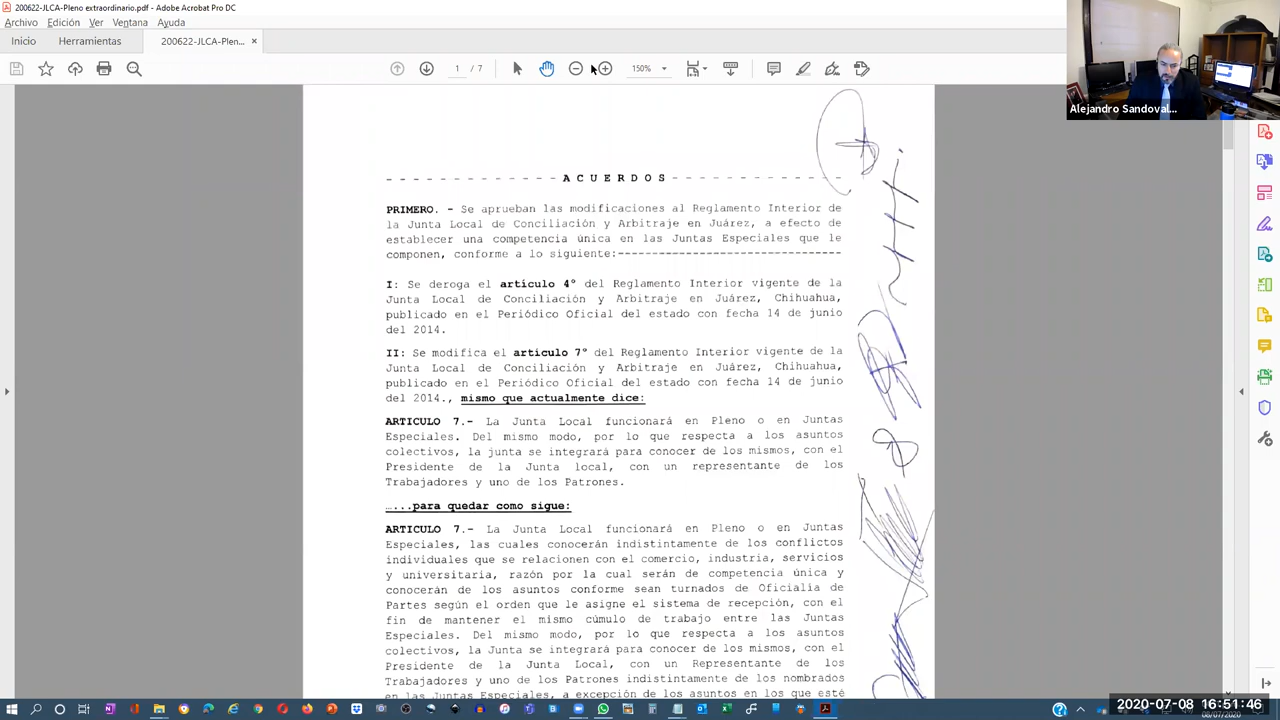 200622-JLCA-Pleno extraordinario.pdf - Adobe Acrobat Pro DC
Archivo Edición Ver Ventana Ayuda
Inicio Herramientas 200622-JLCA-Plen... ×
1 / 7 150%
Alejandro Sandoval...
- - - - - - - - - - - - A C U E R D O S - - - - - - - - - - - -
PRIMERO. - Se aprueban las modificaciones al Reglamento Interior de
la Junta Local de Conciliación y Arbitraje en Juárez, a efecto de
establecer una competencia única en las Juntas Especiales que le
componen, conforme a lo siguiente:------------------------------
I: Se deroga el artículo 4° del Reglamento Interior vigente de la
Junta Local de Conciliación y Arbitraje en Juárez, Chihuahua,
publicado en el Periódico Oficial del estado con fecha 14 de junio
del 2014.
II: Se modifica el artículo 7° del Reglamento Interior vigente de la
Junta Local de Conciliación y Arbitraje en Juárez, Chihuahua,
publicado en el Periódico Oficial del estado con fecha 14 de junio
del 2014., mismo que actualmente dice:
ARTICULO 7.- La Junta Local funcionará en Pleno o en Juntas
Especiales. Del mismo modo, por lo que respecta a los asuntos
colectivos, la junta se integrará para conocer de los mismos, con el
Presidente de la Junta local, con un representante de los
Trabajadores y uno de los Patrones.
…...para quedar como sigue:
ARTICULO 7.- La Junta Local funcionará en Pleno o en Juntas
Especiales, las cuales conocerán indistintamente de los conflictos
individuales que se relacionen con el comercio, industria, servicios
y universitaria, razón por la cual serán de competencia única y
conocerán de los asuntos conforme sean turnados de Oficialía de
Partes según el orden que le asigne el sistema de recepción, con el
fin de mantener el mismo cúmulo de trabajo entre las Juntas
Especiales. Del mismo modo, por lo que respecta a los asuntos
colectivos, la Junta se integrará para conocer de los mismos, con el
Presidente de la Junta Local, con un Representante de los
Trabajadores y uno de los Patrones indistintamente de los nombrados
en las Juntas Especiales, a excepción de los asuntos en los que esté
2020-07-08 16:51:46
08/07/2020